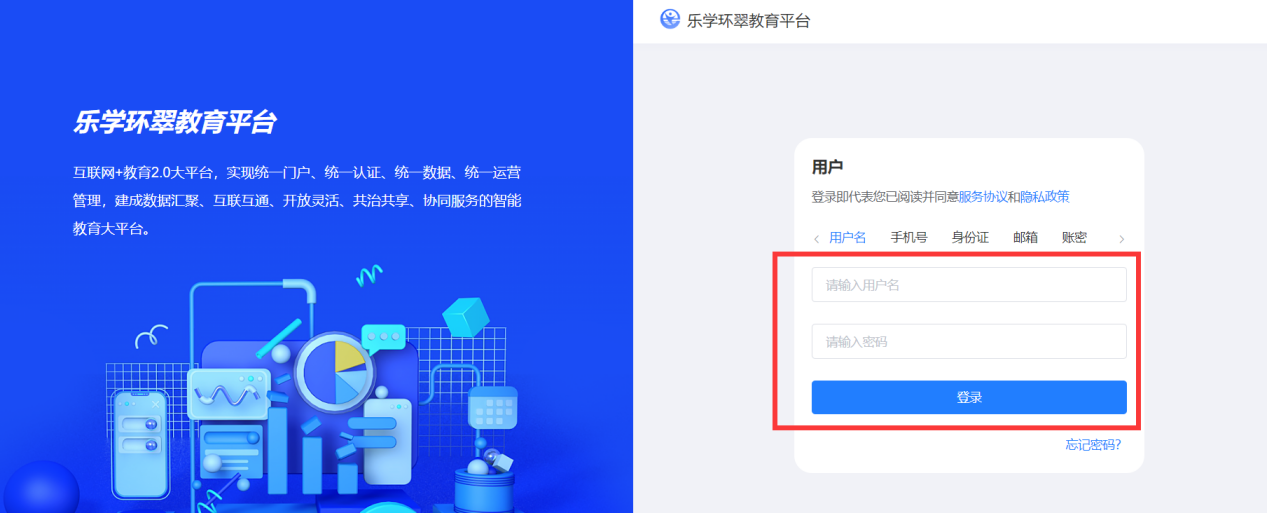 乐学环翠教育平台
互联网+教育2.0大平台，实现统一门户、统一认证、统一数据、统一运营
管理，建成数据汇聚、互联互通、开放灵活、共治共享、协同服务的智能
教育大平台。
乐学环翠教育平台
用户
登录即代表您已阅读并同意服务协议和隐私政策
用户名 手机号 身份证 邮箱 账密
请输入用户名
请输入密码
登录
忘记密码?